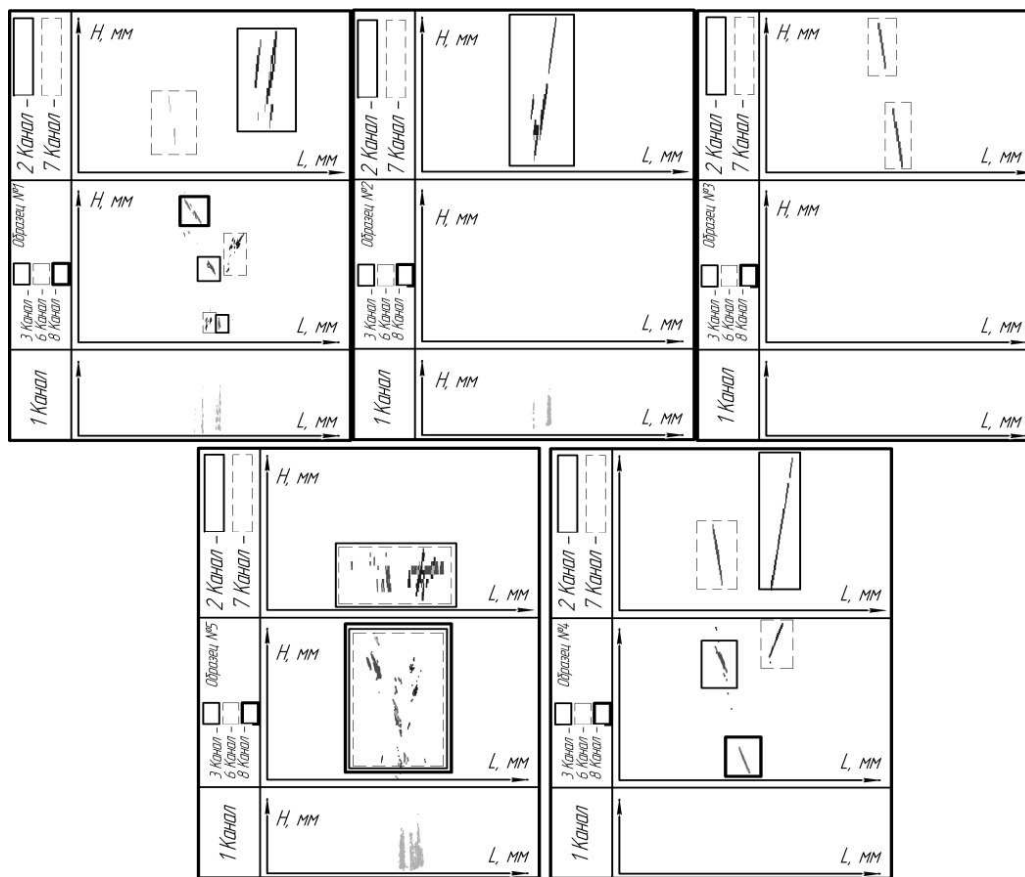 2 Канал -
7 Канал -
H, мм
L, мм
Образец №1
3 Канал -
6 Канал -
8 Канал -
H, мм
L, мм
1 Канал
L, мм
2 Канал -
7 Канал -
H, мм
L, мм
Образец №2
3 Канал -
6 Канал -
8 Канал -
H, мм
L, мм
1 Канал
H, мм
L, мм
2 Канал -
7 Канал -
H, мм
L, мм
Образец №3
3 Канал -
6 Канал -
8 Канал -
H, мм
L, мм
1 Канал
L, мм
2 Канал -
7 Канал -
H, мм
L, мм
Образец №5
3 Канал -
6 Канал -
8 Канал -
H, мм
L, мм
1 Канал
H, мм
L, мм
2 Канал -
7 Канал -
H, мм
L, мм
Образец №4
3 Канал -
6 Канал -
8 Канал -
H, мм
L, мм
1 Канал
L, мм